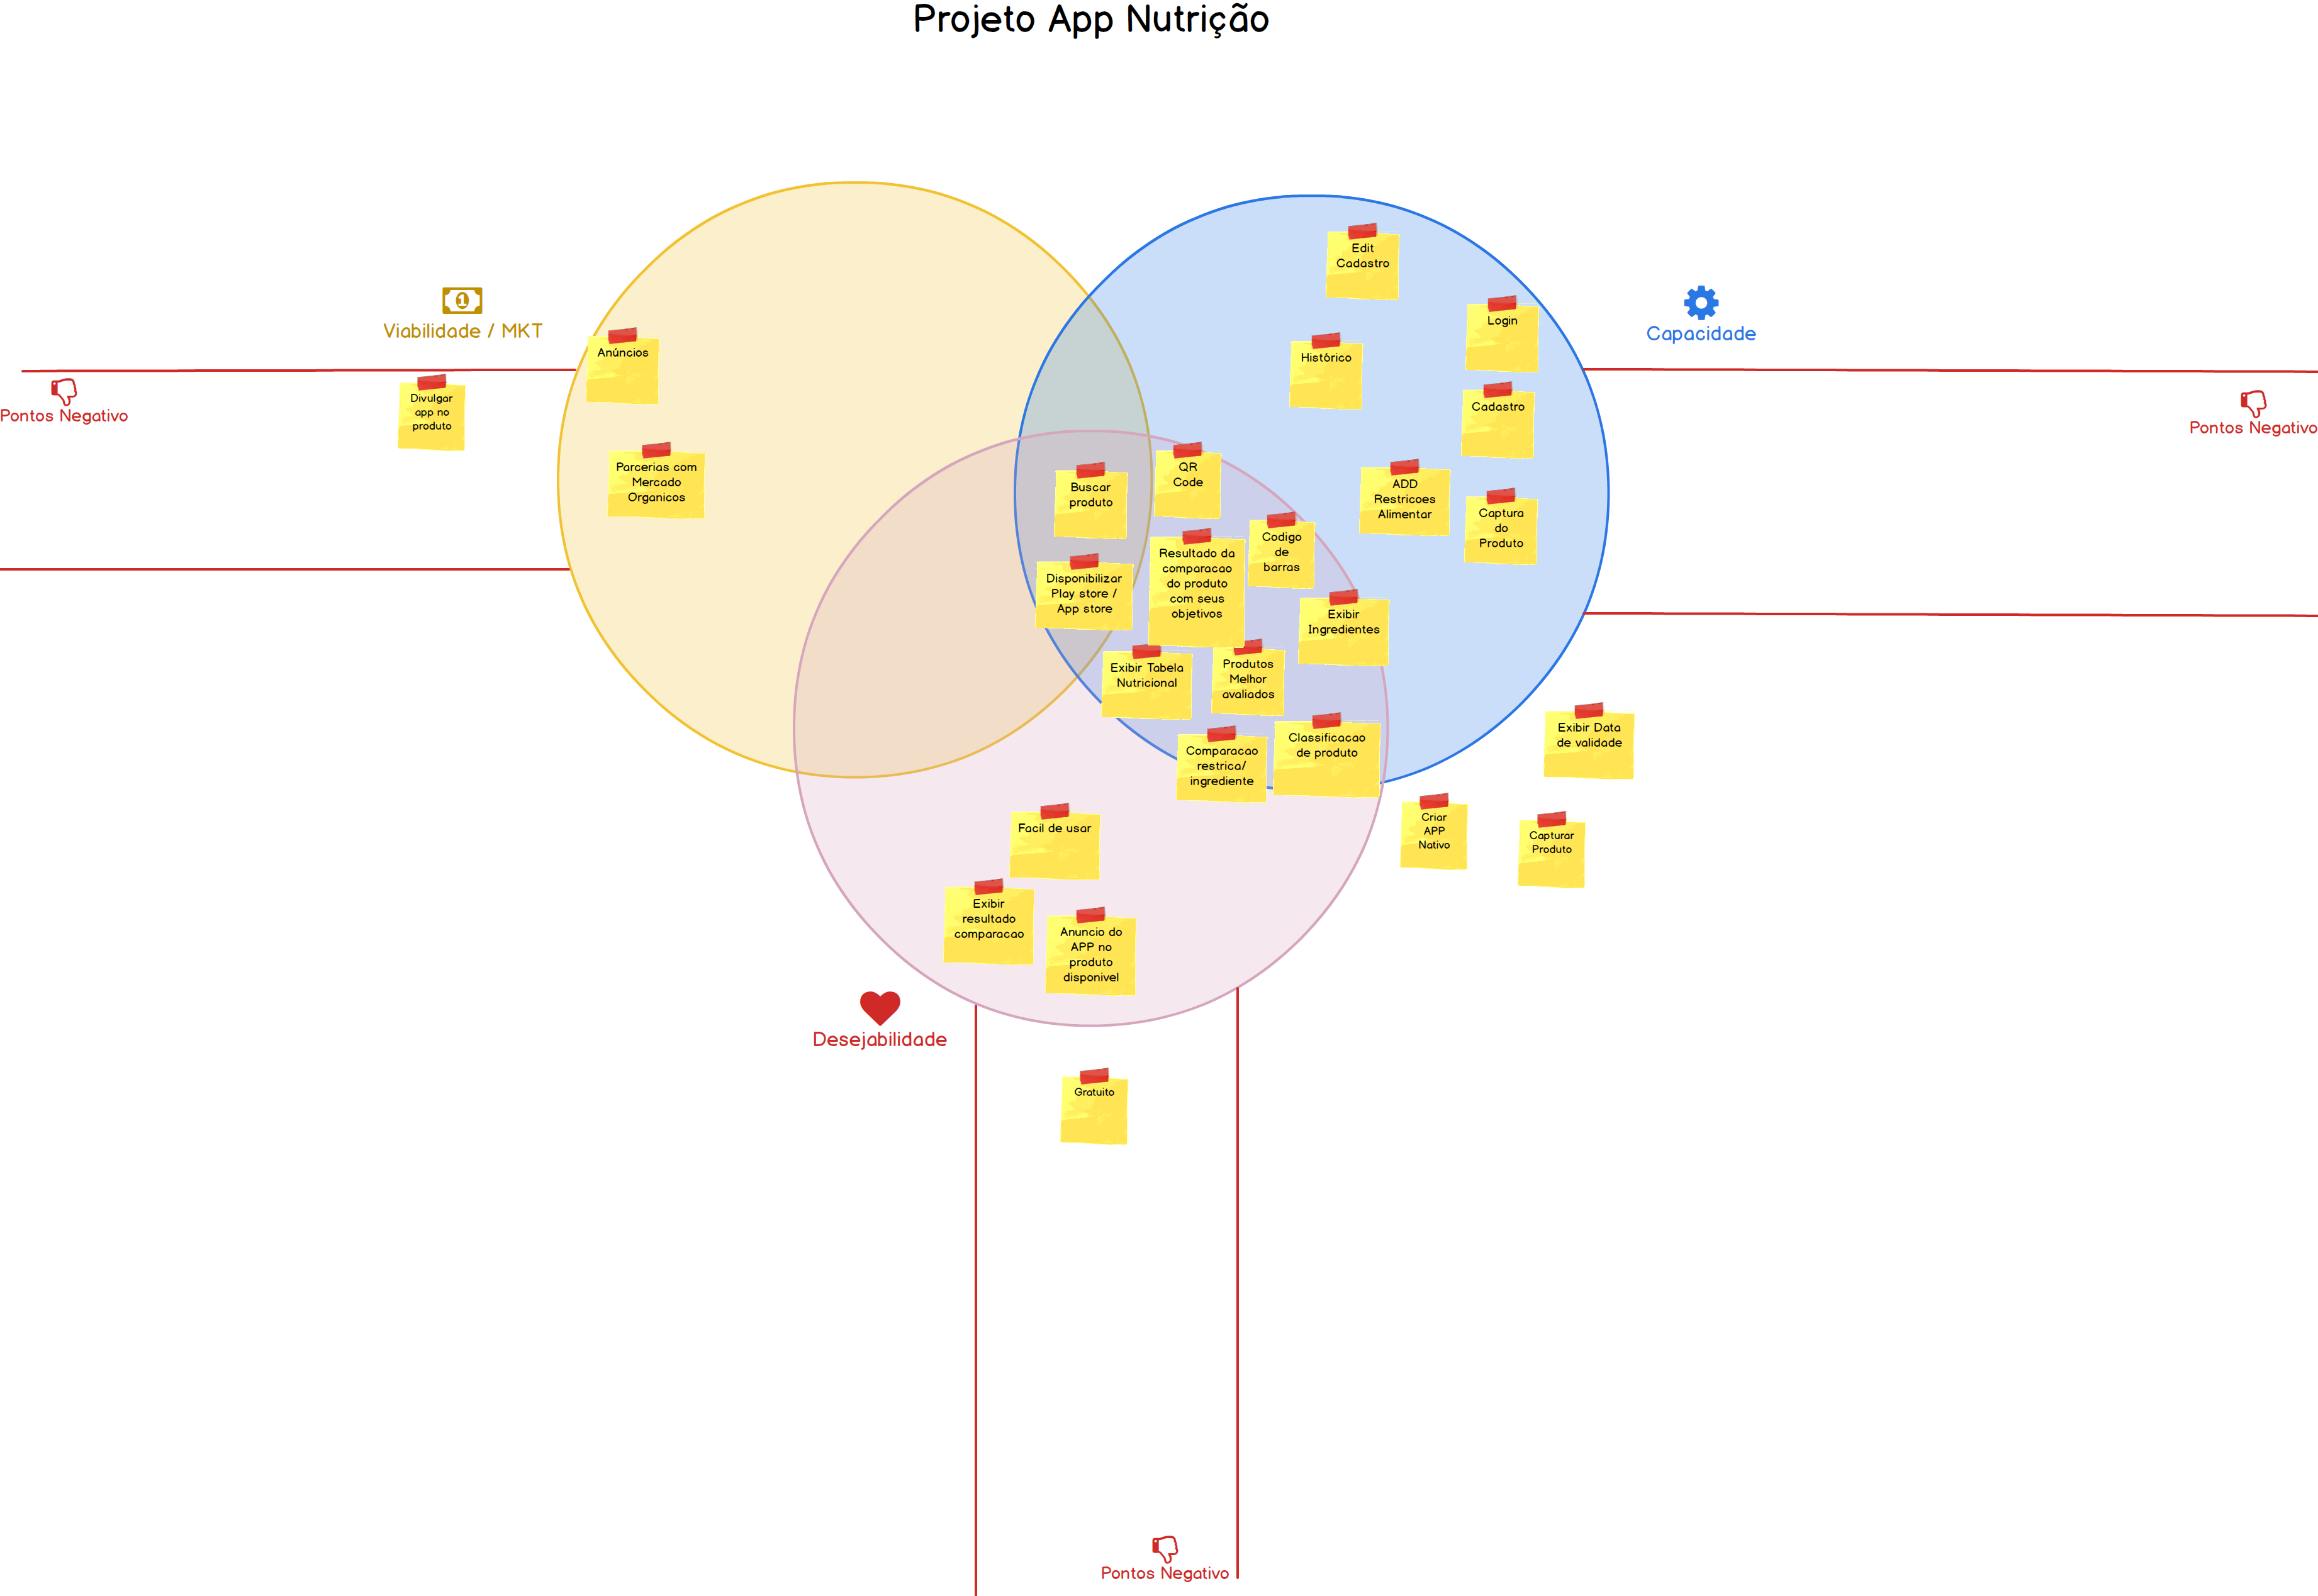 Projeto App Nutrição
Edit
Cadastro
Viabilidade / MKT
Capacidade
Login
Anúncios
Histórico
Pontos Negativo
Divulgar
app no
produto
Cadastro
Pontos Negativo
Parcerias com
Mercado
Organicos
Buscar
produto
QR
Code
ADD
Restricoes
Alimentar
Captura
do
Produto
Disponibilizar
Play store /
App store
Resultado da
comparacao
do produto
com seus
objetivos
Codigo
de
barras
Exibir
Ingredientes
Exibir Tabela
Nutricional
Produtos
Melhor
avaliados
Comparacao
restrica/
ingrediente
Classificacao
de produto
Exibir Data
de validade
Criar
APP
Nativo
Capturar
Produto
Facil de usar
Exibir
resultado
comparacao
Anuncio do
APP no
produto
disponivel
Desejabilidade
Gratuito
Pontos Negativo